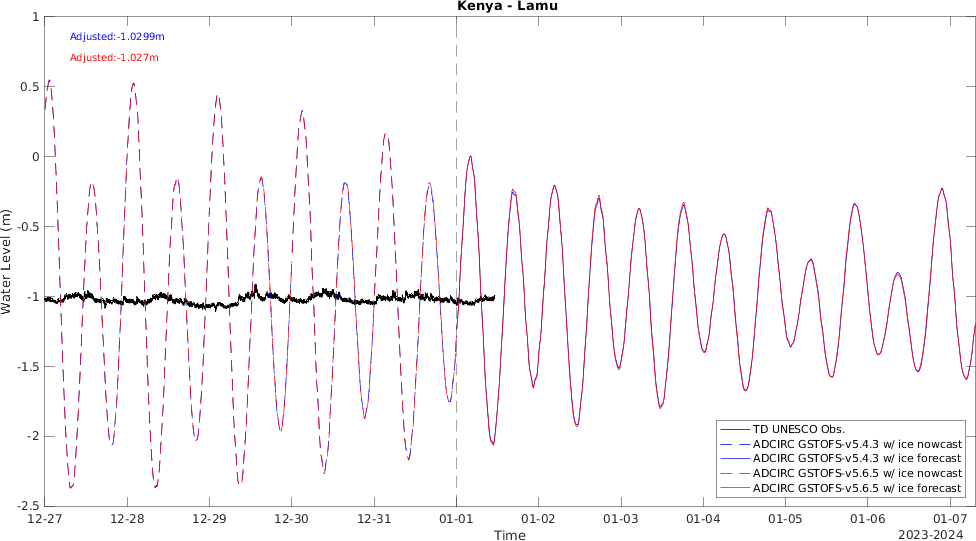 Kenya - Lamu
Adjusted:-1.0299m
Adjusted:-1.027m
Water Level (m)
1
0.5
0
-0.5
-1
-1.5
-2
-2.5
TD UNESCO Obs.
ADCIRC GSTOFS-v5.4.3 w/ ice nowcast
ADCIRC GSTOFS-v5.4.3 w/ ice forecast
ADCIRC GSTOFS-v5.6.5 w/ ice nowcast
ADCIRC GSTOFS-v5.6.5 w/ ice forecast
12-27 12-28 12-29 12-30 12-31 01-01 01-02 01-03 01-04 01-05 01-06 01-07
Time
2023-2024